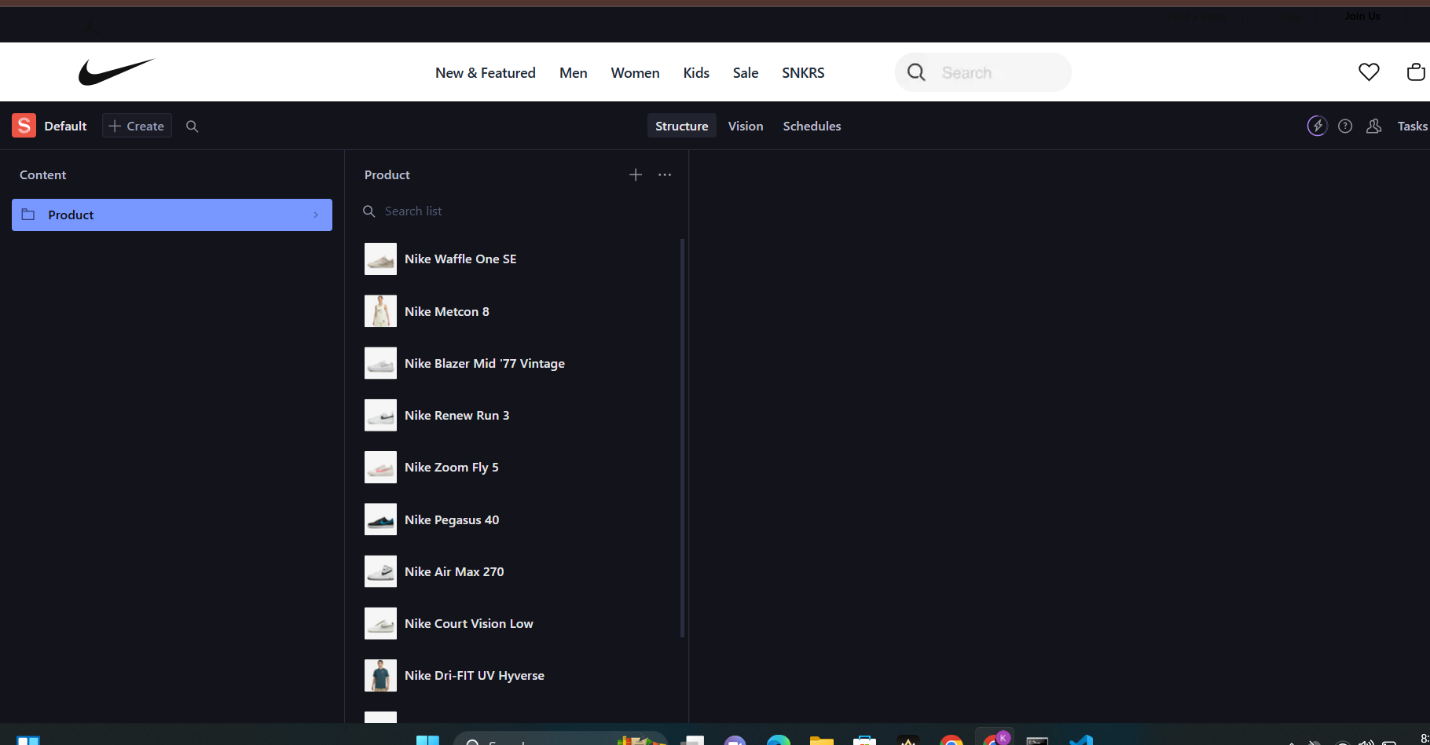 Join Us
New & Featured Men Women Kids Sale SNKRS Search
S Default + Create Structure Vision Schedules Tasks
Content
Product
Product
Search list
Nike Waffle One SE
Nike Metcon 8
Nike Blazer Mid '77 Vintage
Nike Renew Run 3
Nike Zoom Fly 5
Nike Pegasus 40
Nike Air Max 270
Nike Court Vision Low
Nike Dri-FIT UV Hyverse
K